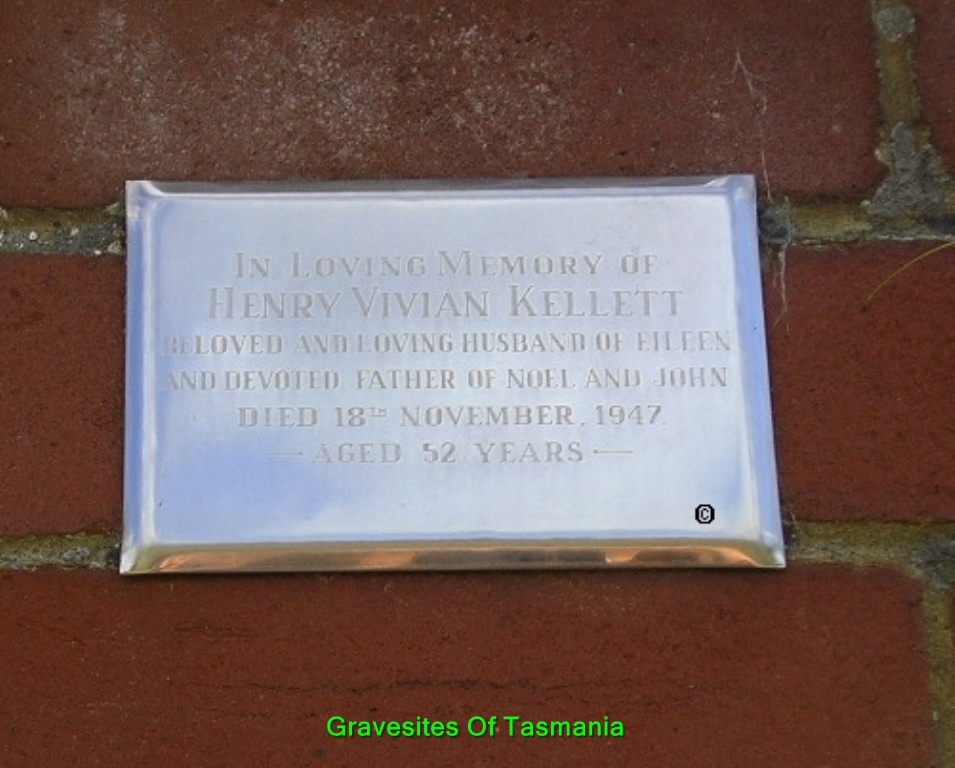 IN LOVING MEMORY OF
HENRY VIVIAN KELLETT
BELOVED AND LOVING HUSBAND OF EILEEN
AND DEVOTED FATHER OF NOEL AND JOHN
DIED 18TH NOVEMBER, 1947.
— AGED 52 YEARS —
©
Gravesites Of Tasmania